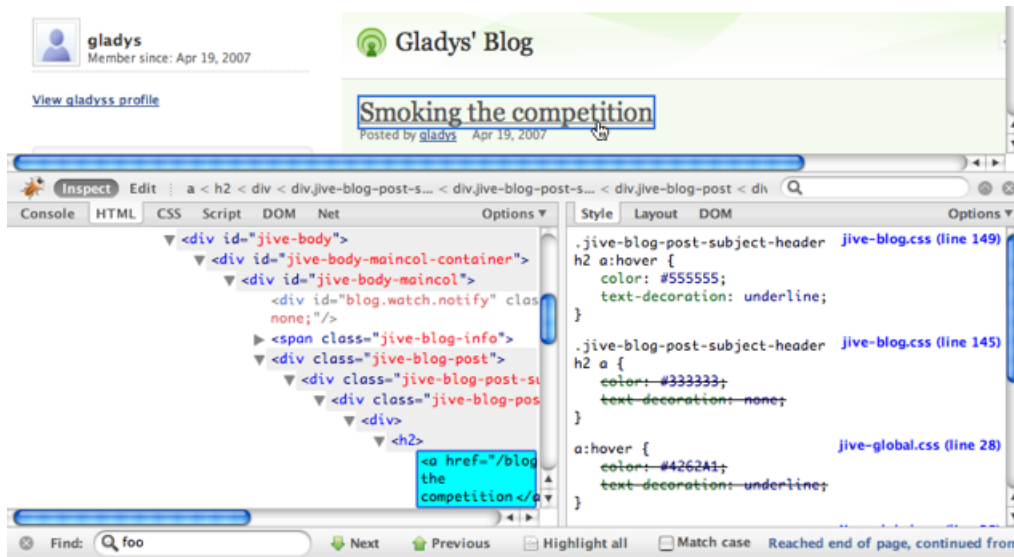 gladys
Member since: Apr 19, 2007
View gladyss profile
Gladys' Blog
Smoking the competition
Posted by gladys Apr 19, 2007
Inspect Edit a < h2 < div < div.jive-blog-post-s... < div.jive-blog-post-s... < div.jive-blog-post < div
Console HTML CSS Script DOM Net Options
<div id="jive-body">
<div id="jive-body-maincol-container">
<div id="jive-body-maincol">
<div id="blog.watch.notify" clas
none;"/>
<span class="jive-blog-info">
<div class="jive-blog-post">
<div class="jive-blog-post-su
<div class="jive-blog-pos
<div>
<h2>
<a href="/blog
the
competition</a
Style Layout DOM Options
.jive-blog-post-subject-header jive-blog.css (line 149)
h2 a:hover {
color: #555555;
text-decoration: underline;
}
.jive-blog-post-subject-header jive-blog.css (line 145)
h2 a {
color: #333333;
text-decoration: none;
}
a:hover { jive-global.css (line 28)
color: #4262A1;
text-decoration: underline;
}
Find: foo Next Previous Highlight all Match case Reached end of page, continued from